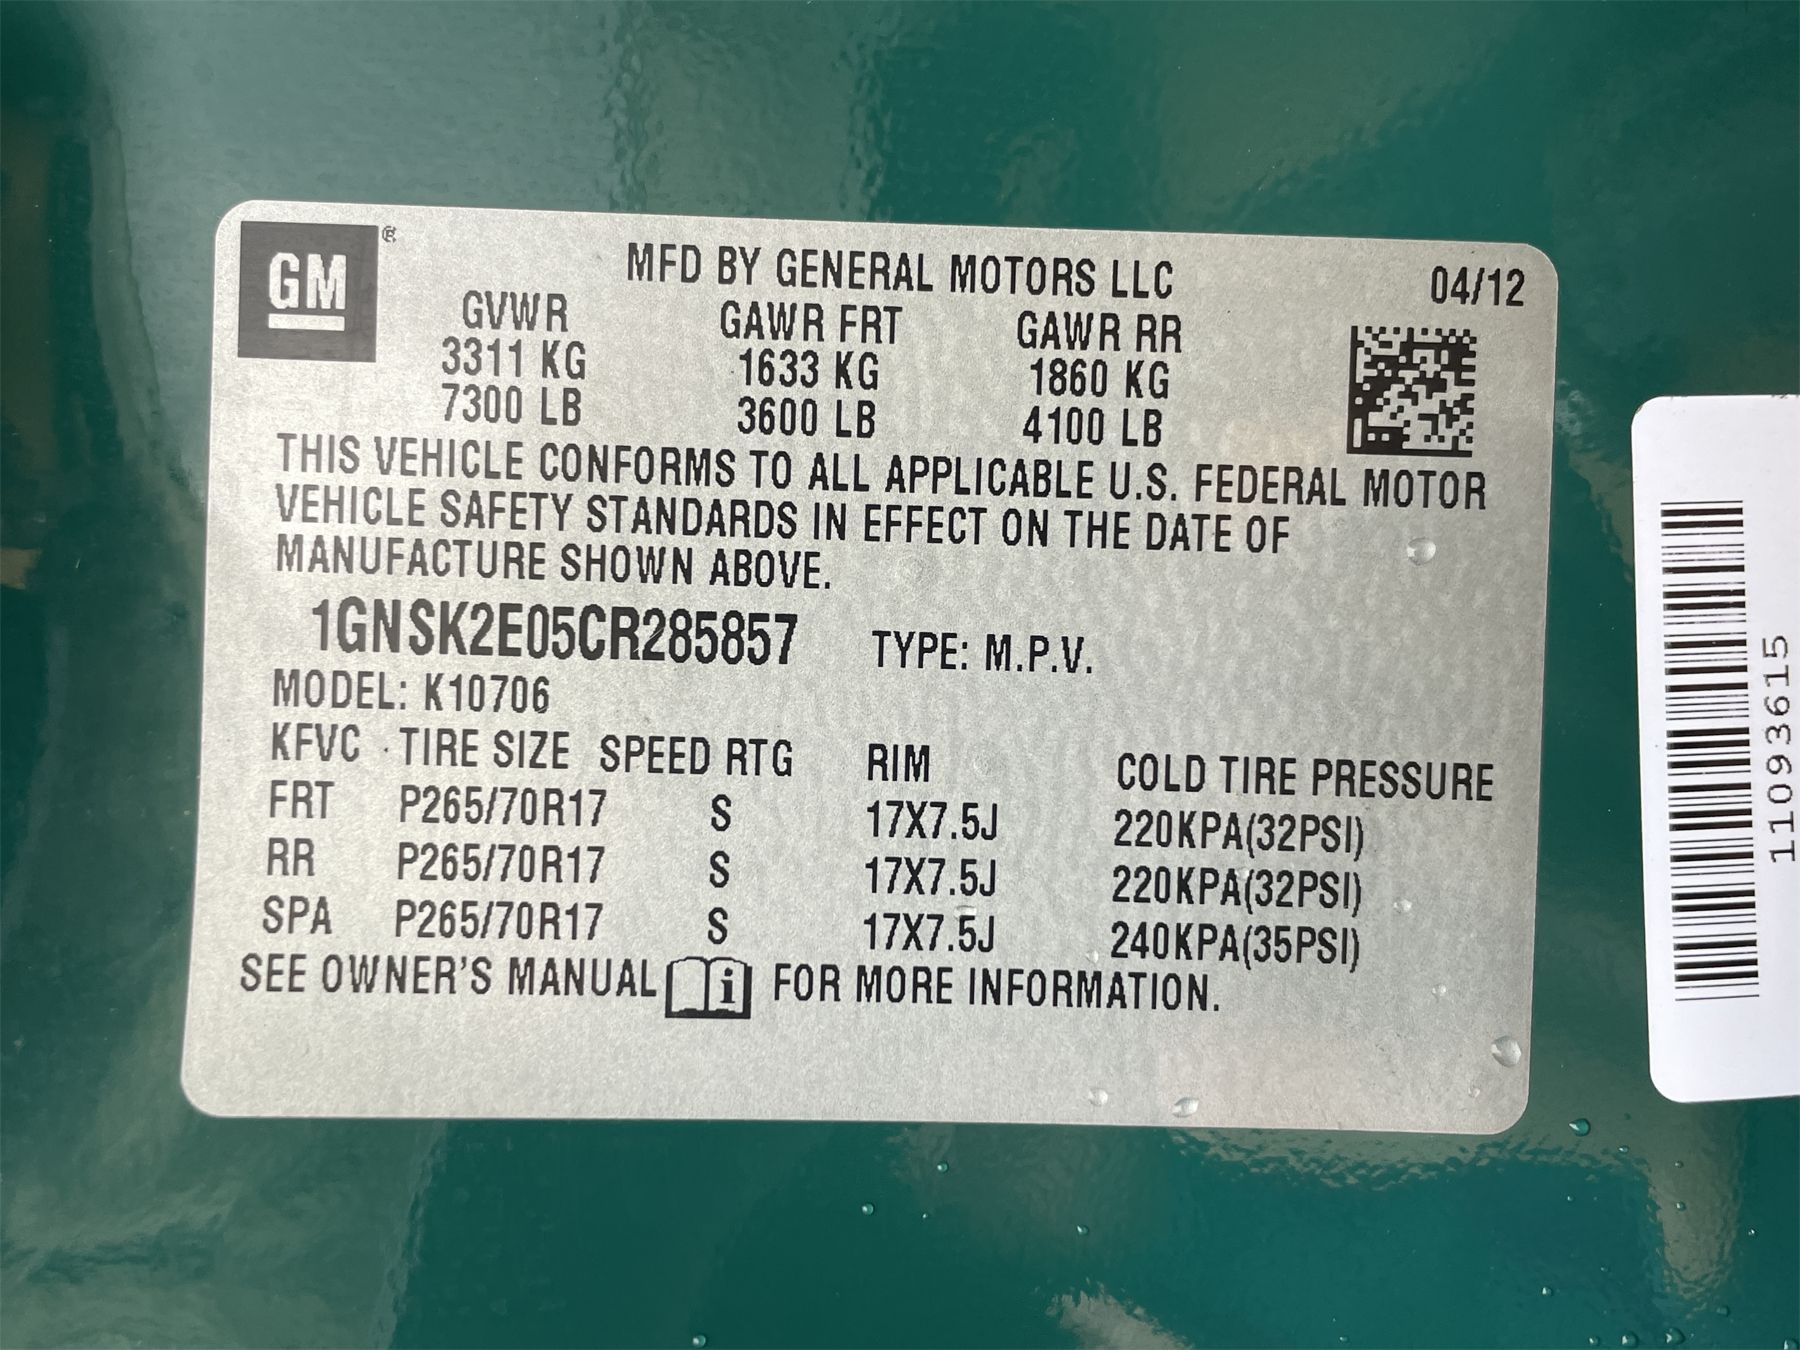 GM ®
MFD BY GENERAL MOTORS LLC 04/12
GVWR GAWR FRT GAWR RR
3311 KG 1633 KG 1860 KG
7300 LB 3600 LB 4100 LB
THIS VEHICLE CONFORMS TO ALL APPLICABLE U.S. FEDERAL MOTOR
VEHICLE SAFETY STANDARDS IN EFFECT ON THE DATE OF
MANUFACTURE SHOWN ABOVE.
1GNSK2E05CR285857 TYPE: M.P.V.
MODEL: K10706
KFVC TIRE SIZE SPEED RTG RIM COLD TIRE PRESSURE
FRT P265/70R17 S 17X7.5J 220KPA(32PSI)
RR P265/70R17 S 17X7.5J 220KPA(32PSI)
SPA P265/70R17 S 17X7.5J 240KPA(35PSI)
SEE OWNER'S MANUAL i FOR MORE INFORMATION.
11093615